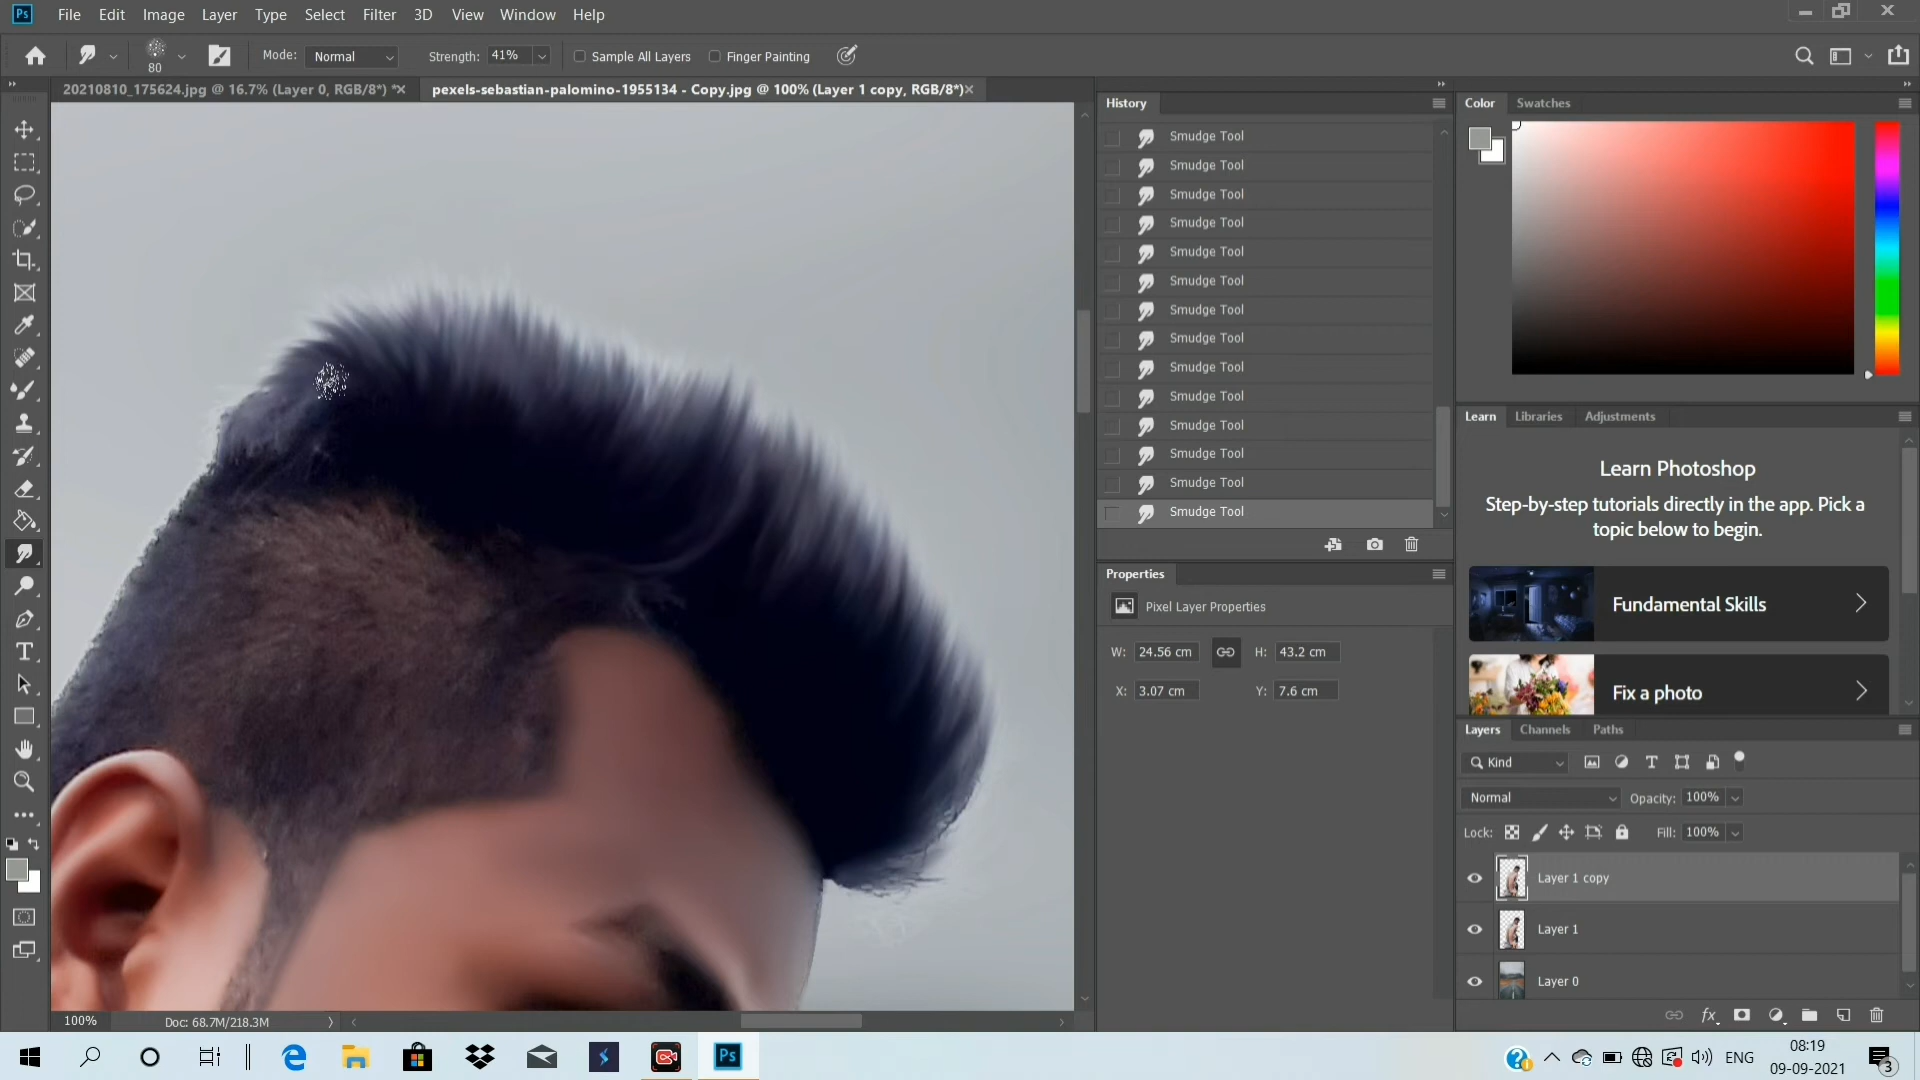 Ps File Edit Image Layer Type Select Filter 3D View Window Help
80 Mode: Normal Strength: 41% Sample All Layers Finger Painting
20210810_175624.jpg @ 16.7% (Layer 0, RGB/8*) * pexels-sebastian-palomino-1955134 - Copy.jpg @ 100% (Layer 1 copy, RGB/8*)
History
Smudge Tool
Smudge Tool
Smudge Tool
Smudge Tool
Smudge Tool
Smudge Tool
Smudge Tool
Smudge Tool
Smudge Tool
Smudge Tool
Smudge Tool
Smudge Tool
Smudge Tool
Smudge Tool
Properties
Pixel Layer Properties
W: 24.56 cm H: 43.2 cm
X: 3.07 cm Y: 7.6 cm
Color Swatches
Learn Libraries Adjustments
Learn Photoshop
Step-by-step tutorials directly in the app. Pick a
topic below to begin.
Fundamental Skills
Fix a photo
Layers Channels Paths
Kind
Normal Opacity: 100%
Lock: Fill: 100%
Layer 1 copy
Layer 1
Layer 0
fx
100% Doc: 68.7M/218.3M
Ps
ENG
08:19
09-09-2021
3